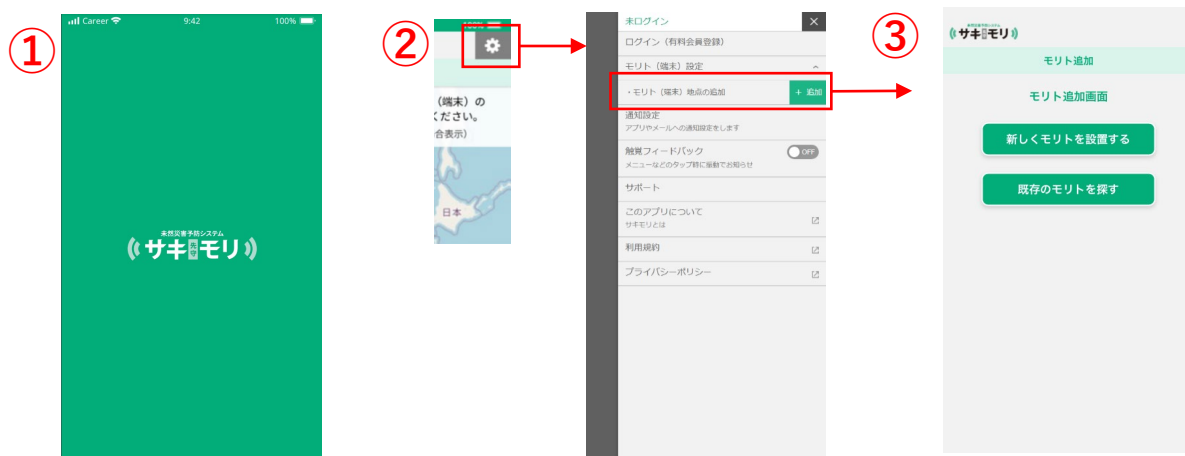 ①
Career
9:42
100%
未然災害予防システム
サキ先守モリ
②
100%
(端末)の
ください。
合表示)
日本
未ログイン
ログイン（有料会員登録）
モリト（端末）設定
・モリト（端末）地点の追加
+ 追加
通知設定
アプリやメールへの通知設定をします
触覚フィードバック
OFF
メニューなどのタップ時に振動でお知らせ
サポート
このアプリについて
サキモリとは
利用規約
プライバシーポリシー
③
サキモリ
モリト追加
モリト追加画面
新しくモリトを設置する
既存のモリトを探す